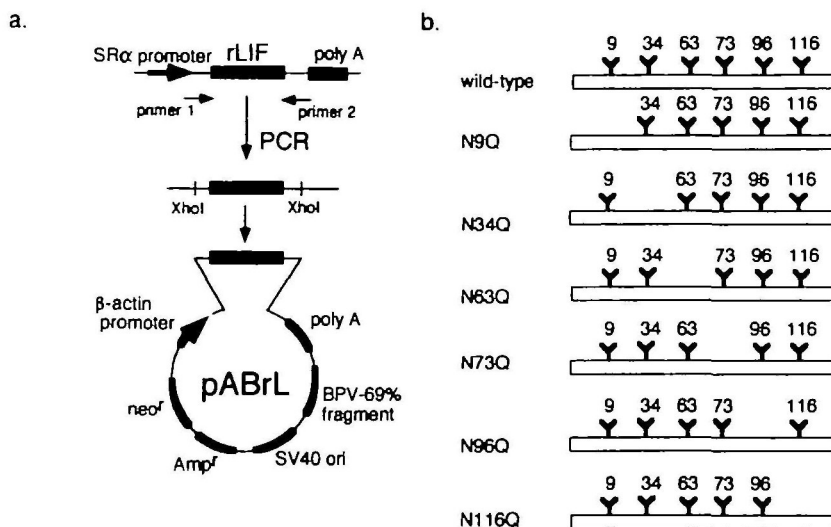 a.
SRα promoter
rLIF
poly A
primer 1
primer 2
PCR
XhoI
XhoI
β-actin
promoter
poly A
pABrL
neoʳ
BPV-69%
fragment
Ampʳ
SV40 ori
b.
9 34 63 73 96 116
wild-type
34 63 73 96 116
N9Q
9 63 73 96 116
N34Q
9 34 73 96 116
N63Q
9 34 63 96 116
N73Q
9 34 63 73 116
N96Q
9 34 63 73 96
N116Q